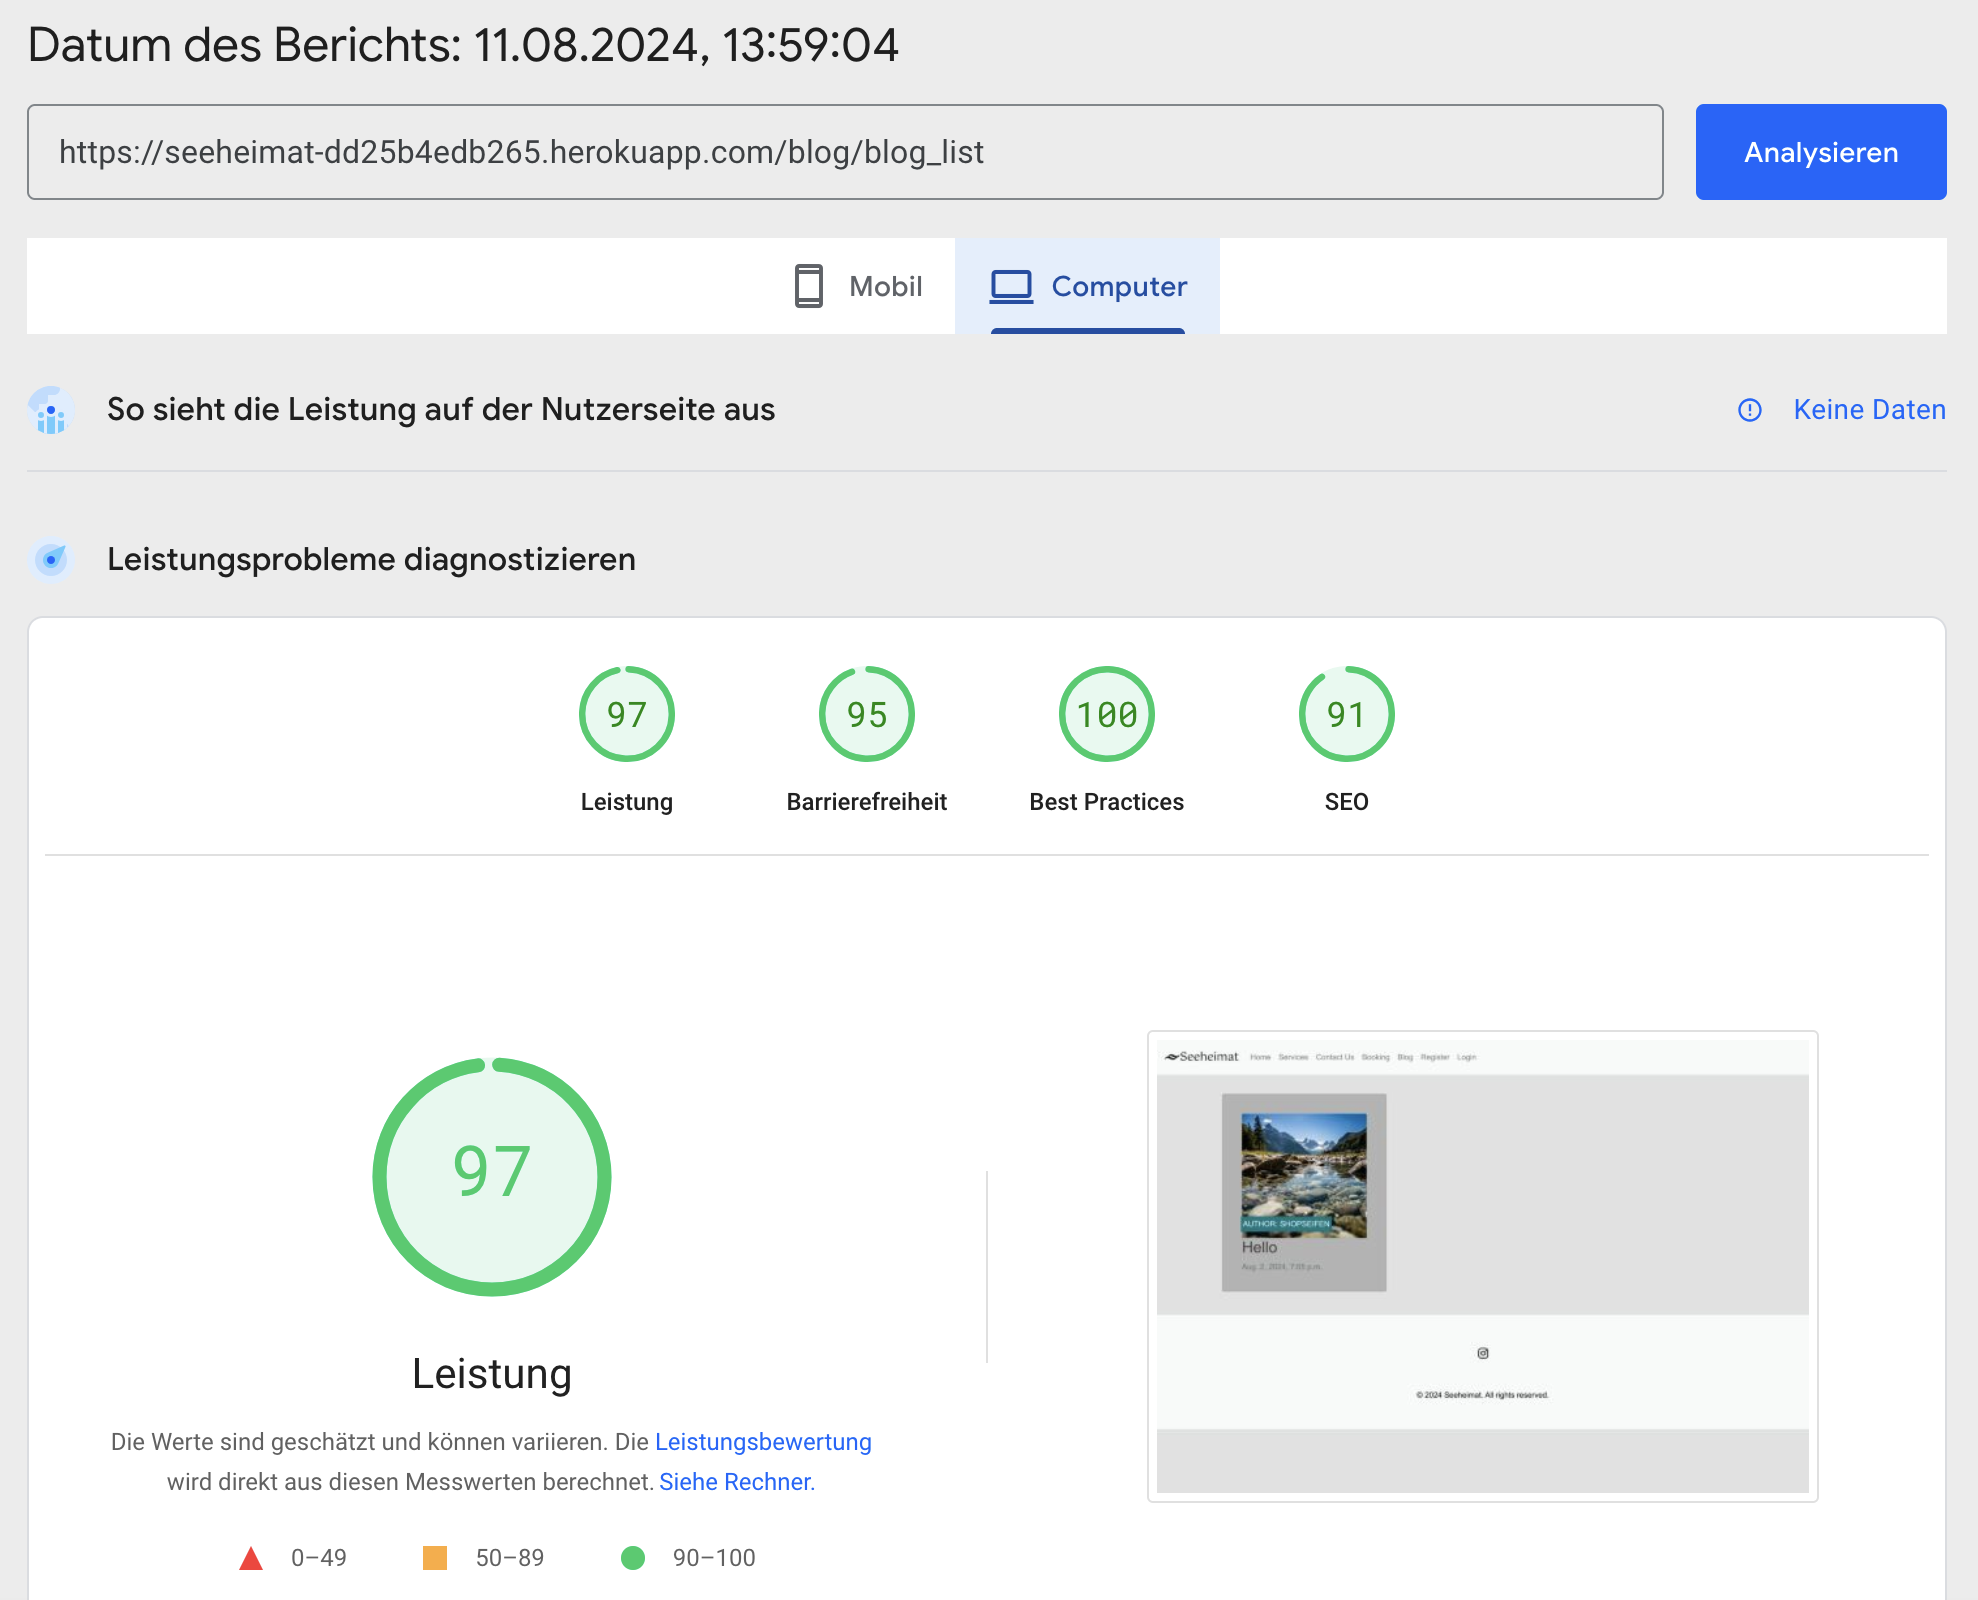 Datum des Berichts: 11.08.2024, 13:59:04
https://seeheimat-dd25b4edb265.herokuapp.com/blog/blog_list
Analysieren
Mobil
Computer
So sieht die Leistung auf der Nutzerseite aus
Keine Daten
Leistungsprobleme diagnostizieren
97
95
100
91
Leistung
Barrierefreiheit
Best Practices
SEO
97
Leistung
Die Werte sind geschätzt und können variieren. Die Leistungsbewertung
wird direkt aus diesen Messwerten berechnet. Siehe Rechner.
0–49
50–89
90–100
Seeheimat
Home Services Contact Us Booking Blog Register Login
AUTHOR: SHOPSEIFEN
Hello
Aug. 2, 2024, 7:03 p.m.
© 2024 Seeheimat. All rights reserved.